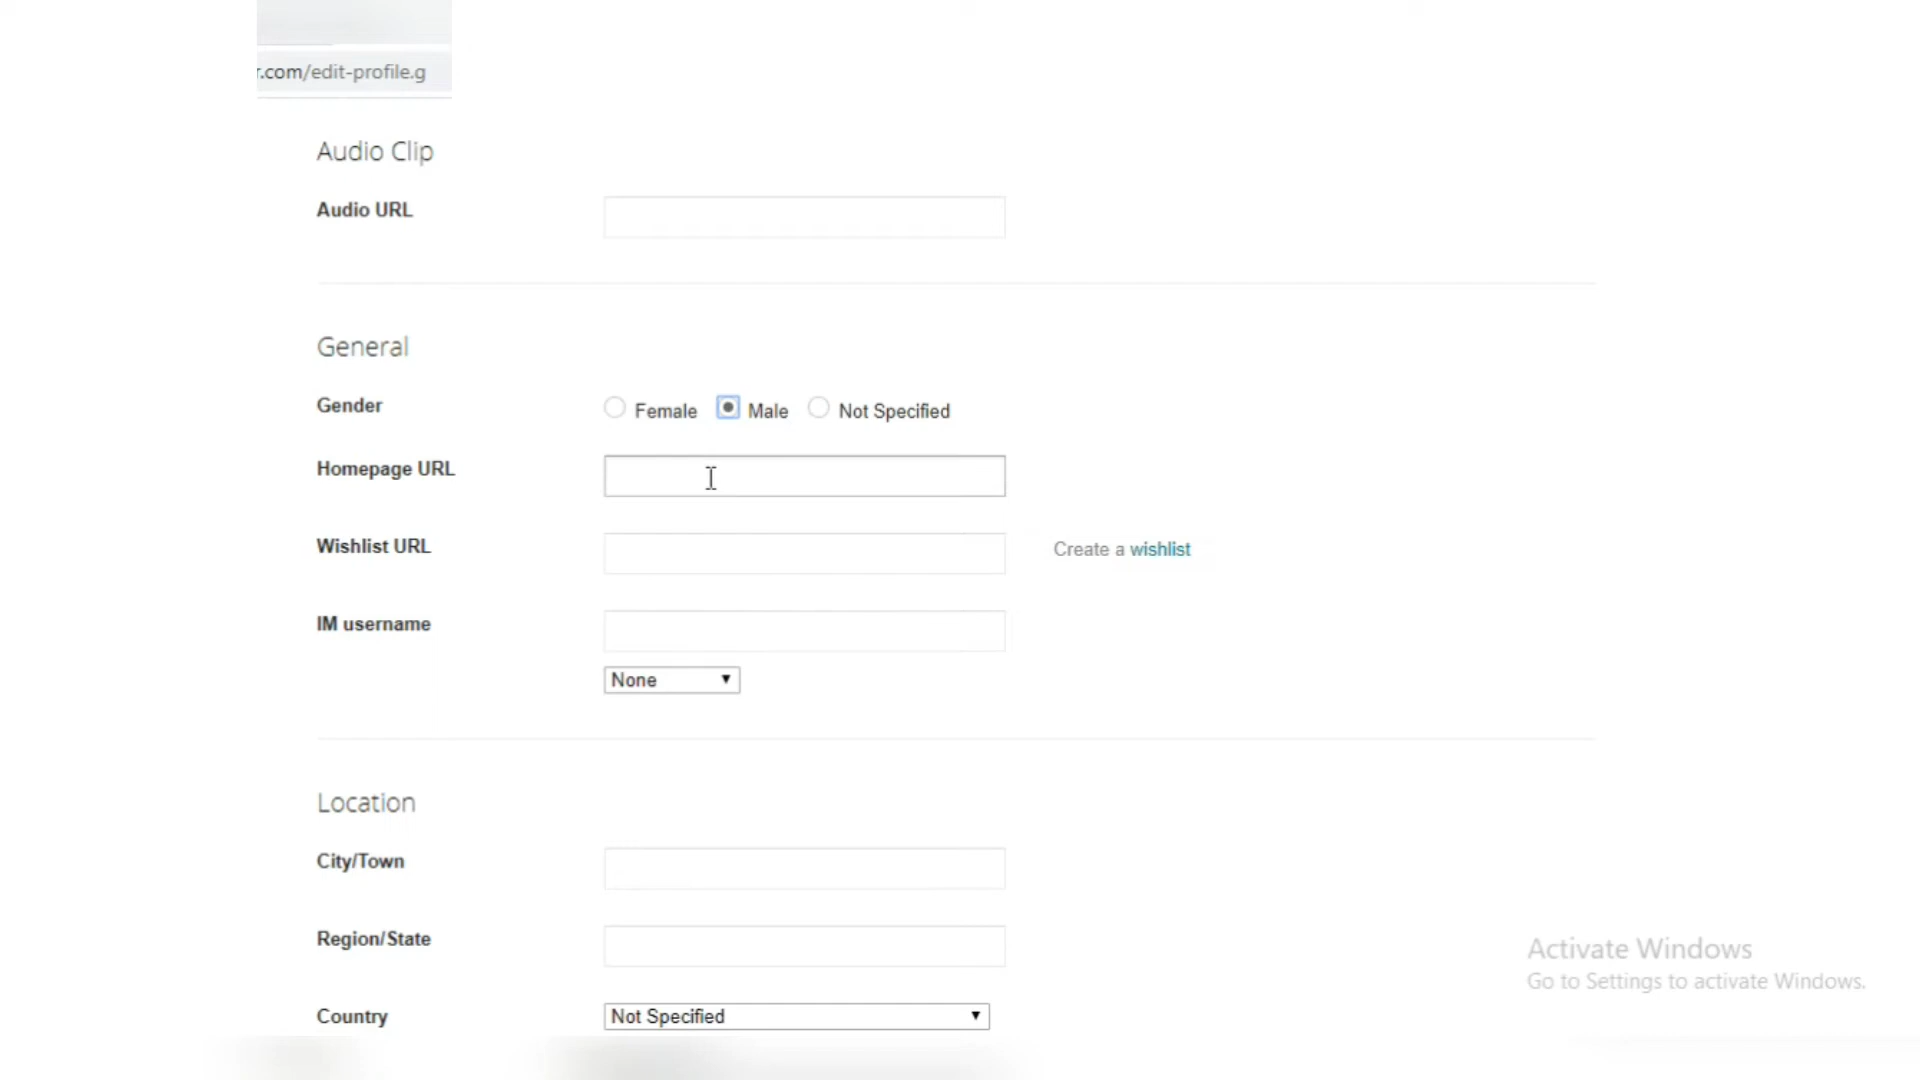 r.com/edit-profile.g
Audio Clip
Audio URL
General
Gender
Female Male Not Specified
Homepage URL
Wishlist URL
Create a wishlist
IM username
None
Location
City/Town
Region/State
Country
Not Specified
Activate Windows
Go to Settings to activate Windows.